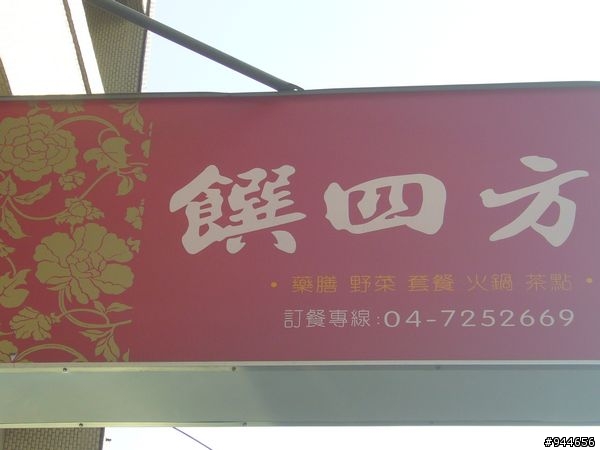 饌四方
• 藥膳 野菜 套餐 火鍋 茶點 •
訂餐專線:04-7252669
#944656